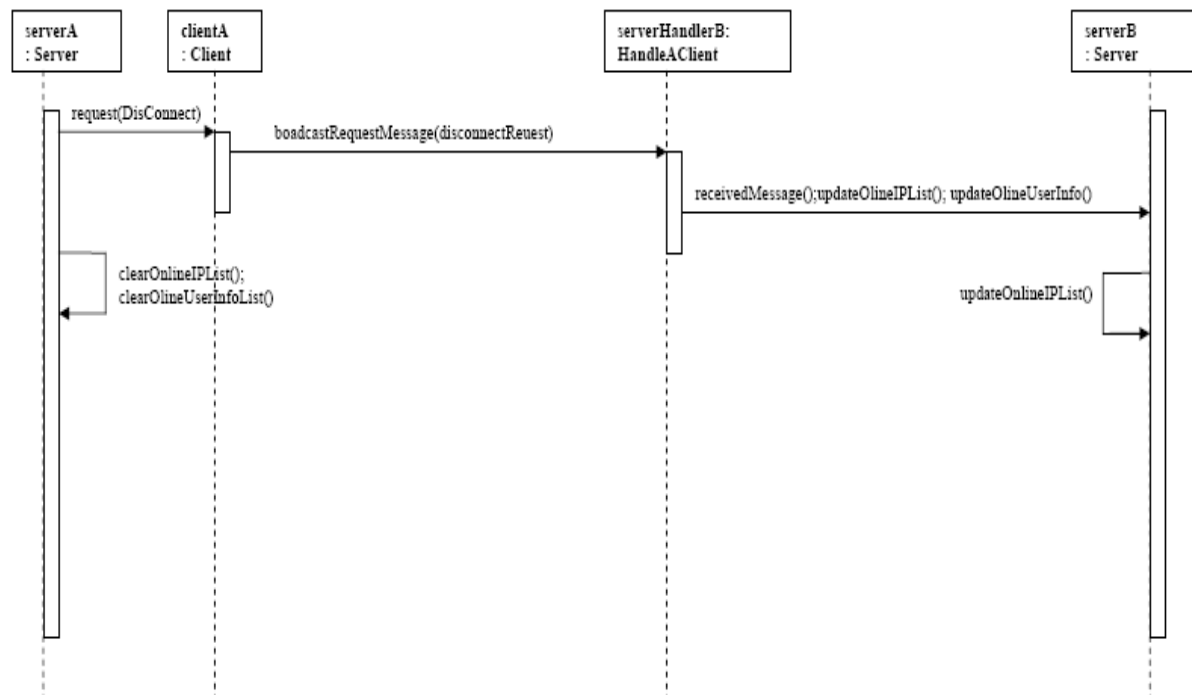 serverA
: Server
clientA
: Client
serverHandlerB:
HandleAClient
serverB
: Server
request(DisConnect)
boadcastRequestMessage(disconnectReuest)
receivedMessage();updateOlineIPList(); updateOlineUserInfo()
clearOnlineIPList();
clearOlineUserInfoList()
updateOnlineIPList()